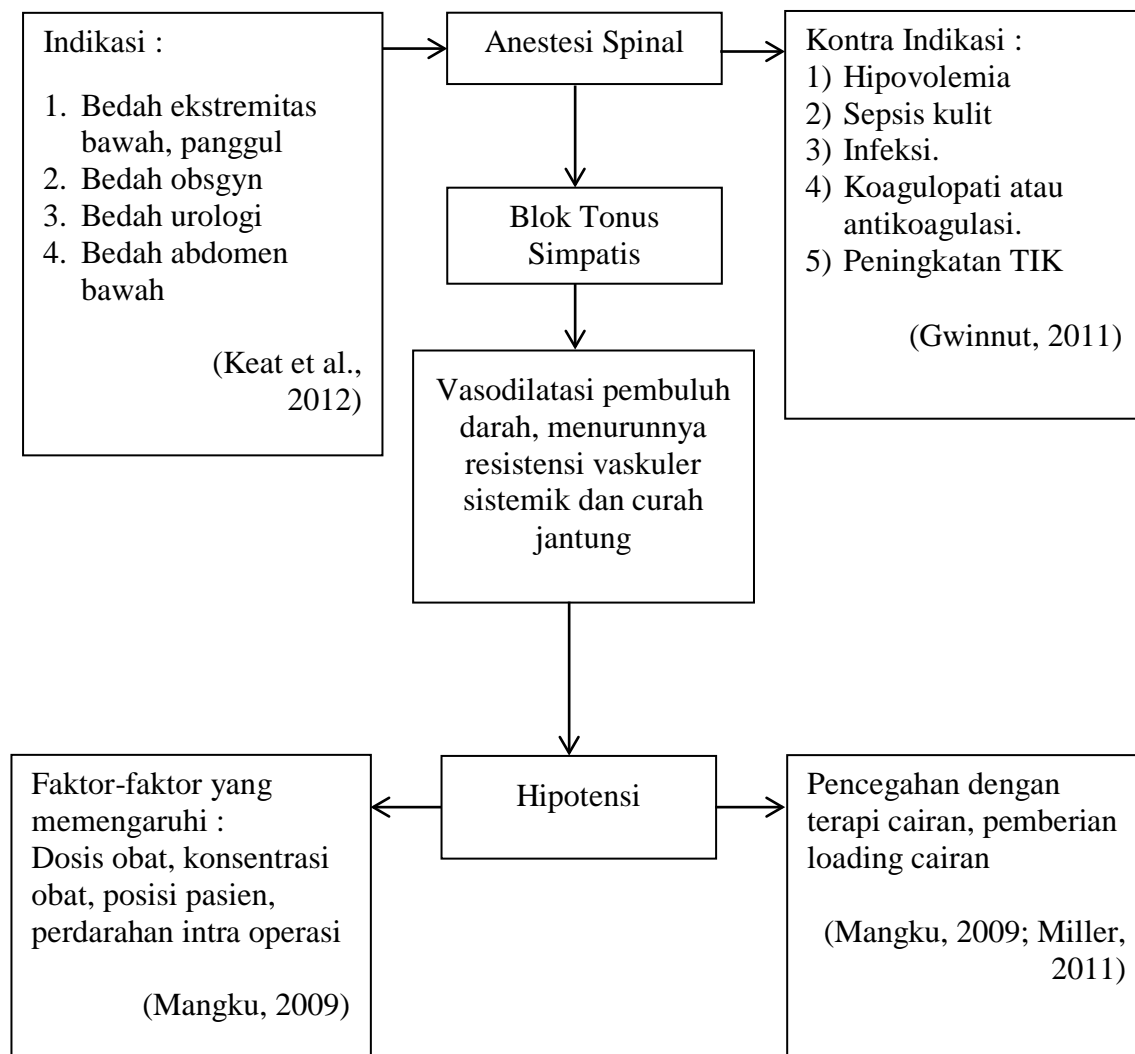 Indikasi :
1. Bedah ekstremitas
bawah, panggul
2. Bedah obsgyn
3. Bedah urologi
4. Bedah abdomen
bawah
(Keat et al.,
2012)
Anestesi Spinal
Kontra Indikasi :
1) Hipovolemia
2) Sepsis kulit
3) Infeksi.
4) Koagulopati atau
antikoagulasi.
5) Peningkatan TIK
(Gwinnut, 2011)
Blok Tonus
Simpatis
Vasodilatasi pembuluh
darah, menurunnya
resistensi vaskuler
sistemik dan curah
jantung
Faktor-faktor yang
memengaruhi :
Dosis obat, konsentrasi
obat, posisi pasien,
perdarahan intra operasi
(Mangku, 2009)
Hipotensi
Pencegahan dengan
terapi cairan, pemberian
loading cairan
(Mangku, 2009; Miller,
2011)